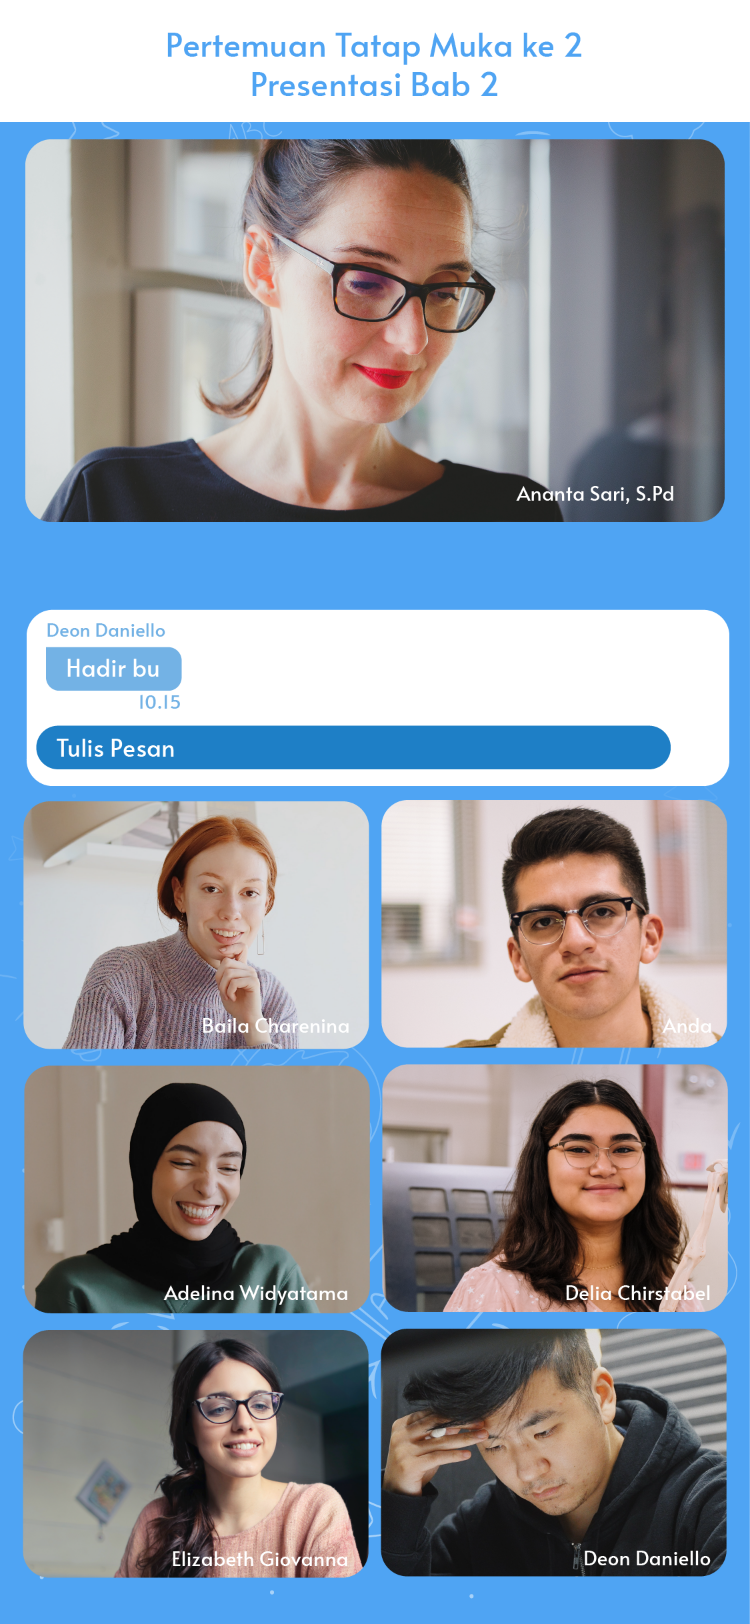 Pertemuan Tatap Muka ke 2
Presentasi Bab 2
ABC
Ananta Sari, S.Pd
Deon Daniello
Hadir bu
10.15
Tulis Pesan
Baila Charenina
Anda
Adelina Widyatama
Delia Chirstabel
Elizabeth Giovanna
Deon Daniello